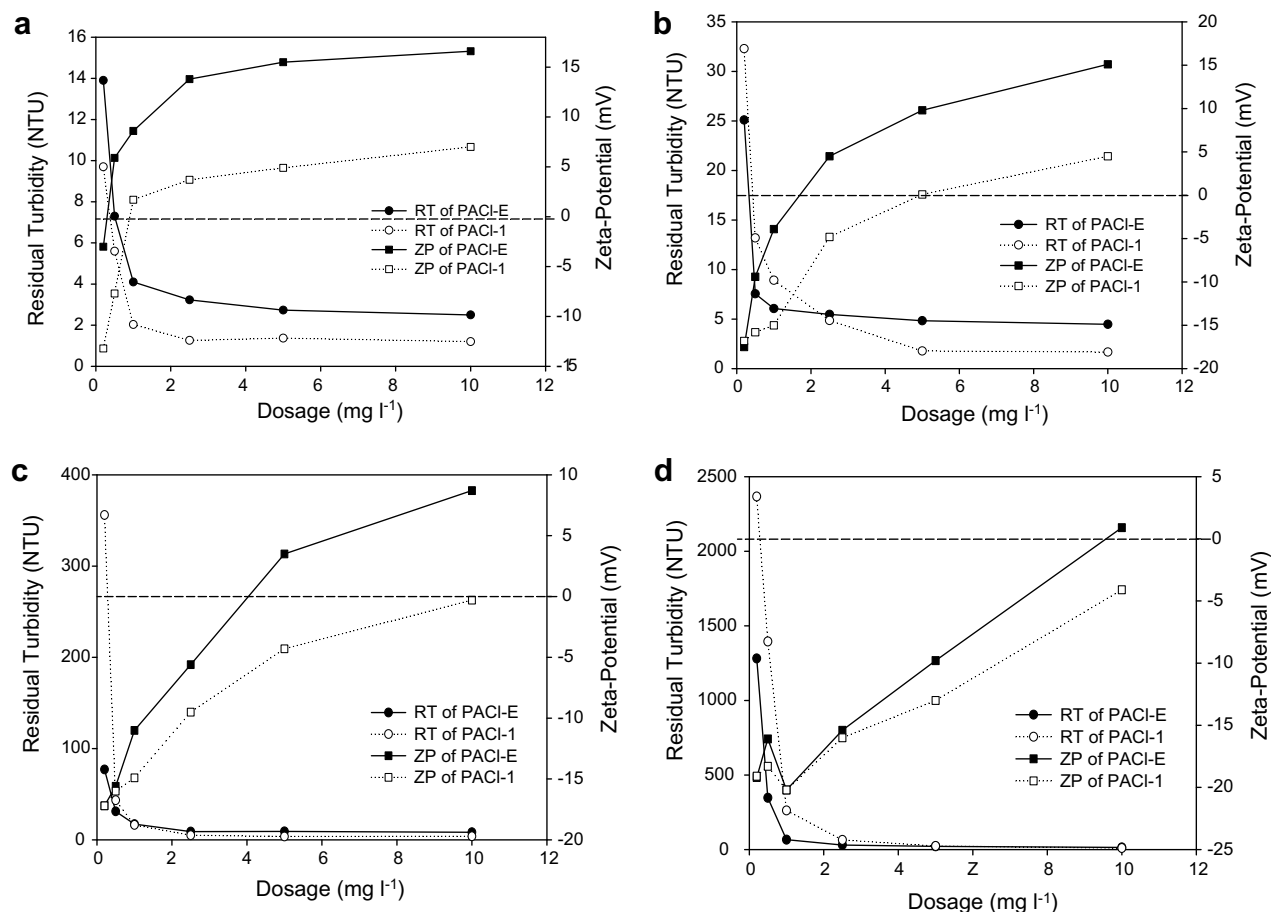 a
16
14
12
10
8
6
4
2
0
15
10
5
0
-5
-10
-15
Residual Turbidity (NTU)
Zeta-Potential (mV)
RT of PACl-E
RT of PACl-1
ZP of PACl-E
ZP of PACl-1
0 2 4 6 8 10 12
Dosage (mg l-1)
b
35
30
25
20
15
10
5
0
20
15
10
5
0
-5
-10
-15
-20
Residual Turbidity (NTU)
Zeta-Potential (mV)
RT of PACl-E
RT of PACl-1
ZP of PACl-E
ZP of PACl-1
0 2 4 6 8 10 12
Dosage (mg l-1)
c
400
300
200
100
0
10
5
0
-5
-10
-15
-20
Residual Turbidity (NTU)
Zeta-Potential (mV)
RT of PACl-E
RT of PACl-1
ZP of PACl-E
ZP of PACl-1
0 2 4 6 8 10 12
Dosage (mg l-1)
d
2500
2000
1500
1000
500
0
5
0
-5
-10
-15
-20
-25
Residual Turbidity (NTU)
Zeta-Potential (mV)
RT of PACl-E
RT of PACl-1
ZP of PACl-E
ZP of PACl-1
0 2 4 Z 8 10 12
Dosage (mg l-1)